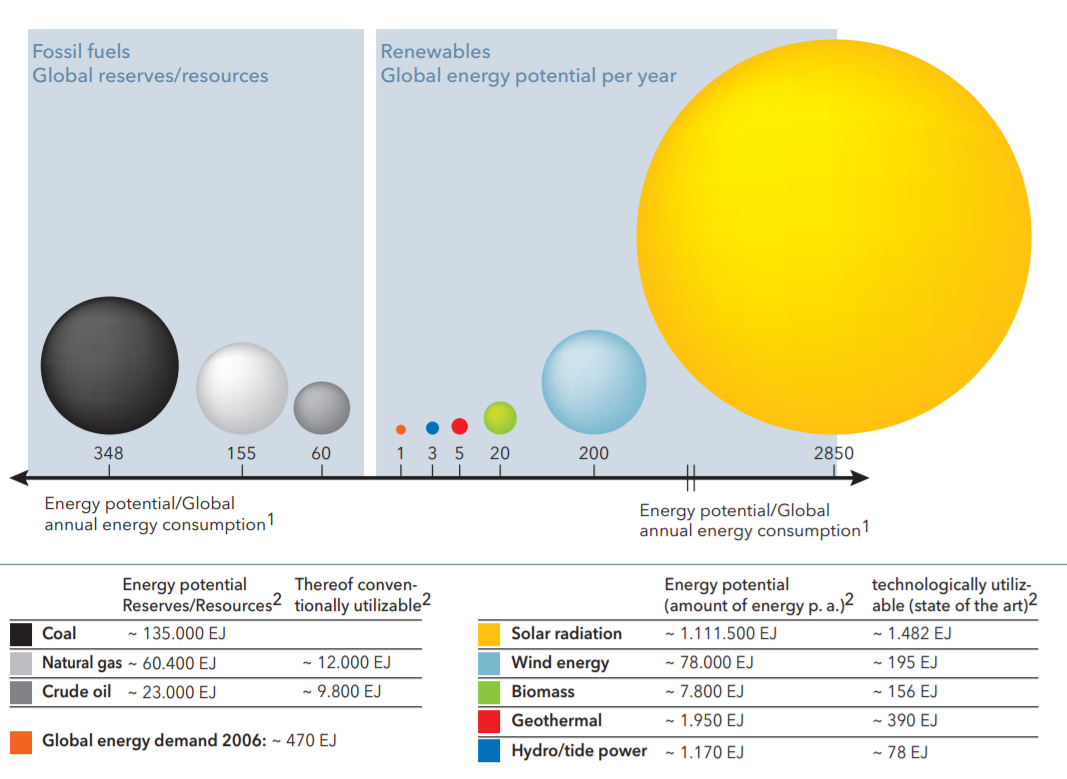 Fossil fuels
Global reserves/resources
Renewables
Global energy potential per year
348
155
60
1
3
5
20
200
2850
Energy potential/Global
annual energy consumption1
Energy potential/Global
annual energy consumption1
Energy potential
Reserves/Resources2
Thereof conven-
tionally utilizable2
Coal ~ 135.000 EJ
Natural gas ~ 60.400 EJ ~ 12.000 EJ
Crude oil ~ 23.000 EJ ~ 9.800 EJ
Global energy demand 2006: ~ 470 EJ
Energy potential
(amount of energy p. a.)2
technologically utiliz-
able (state of the art)2
Solar radiation ~ 1.111.500 EJ ~ 1.482 EJ
Wind energy ~ 78.000 EJ ~ 195 EJ
Biomass ~ 7.800 EJ ~ 156 EJ
Geothermal ~ 1.950 EJ ~ 390 EJ
Hydro/tide power ~ 1.170 EJ ~ 78 EJ